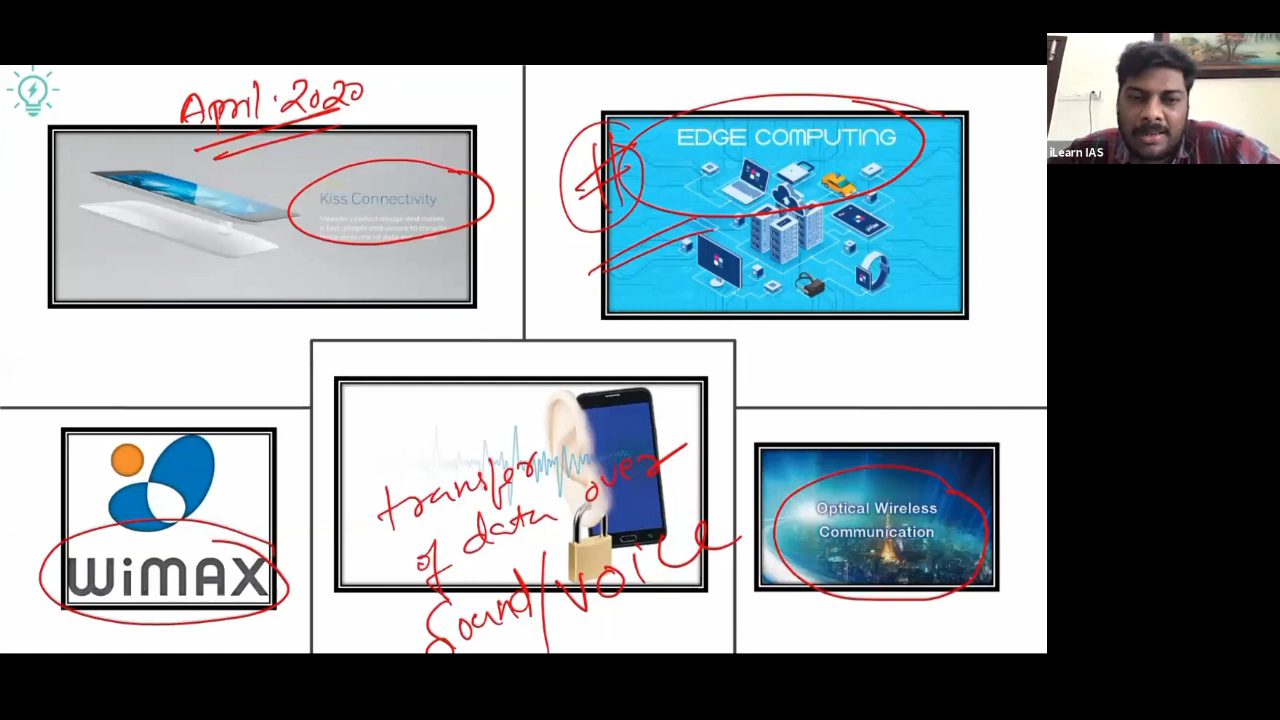 April. 2020
Kiss Connectivity
EDGE COMPUTING
iLearn IAS
transfer
of data over
Sound/Voice
WiMAX
Optical Wireless
Communication